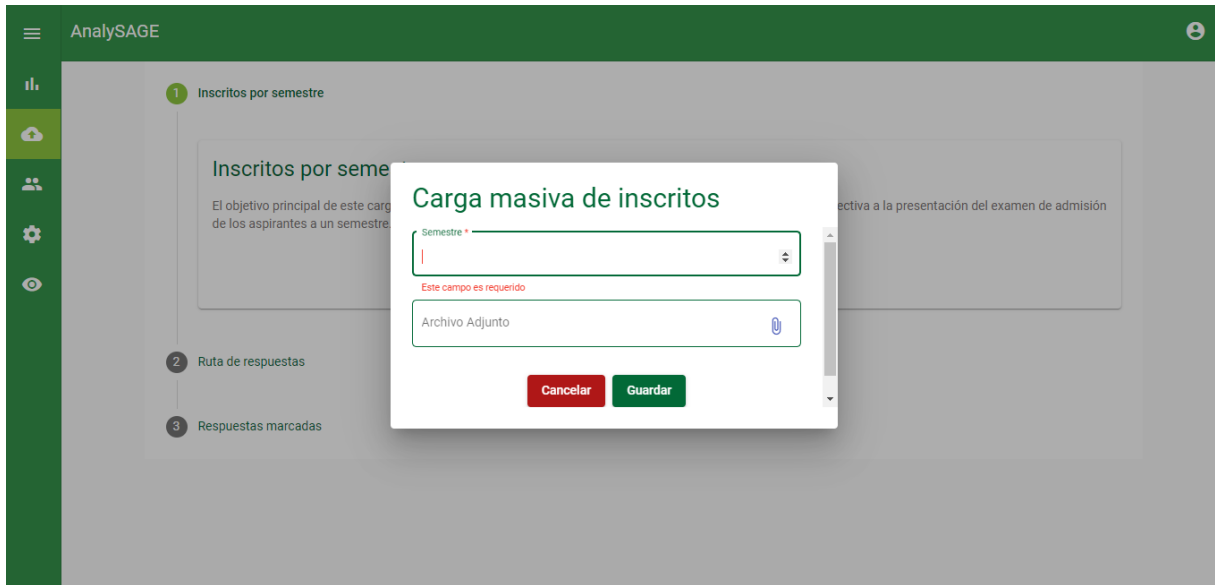 AnalySAGE
1 Inscritos por semestre
Inscritos por seme
El objetivo principal de este carg
ectiva a la presentación del examen de admisión
de los aspirantes a un semestre.
Carga masiva de inscritos
Semestre *
Este campo es requerido
Archivo Adjunto
Cancelar Guardar
2 Ruta de respuestas
3 Respuestas marcadas